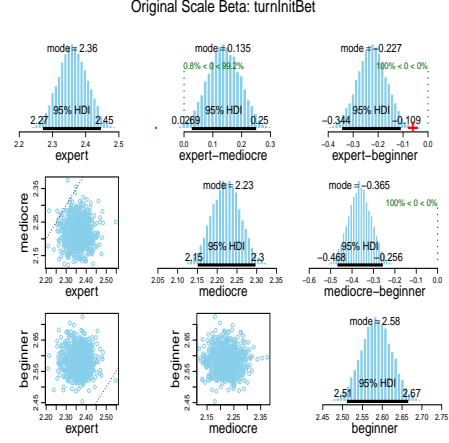 Original Scale Beta: turnInitBet
mode = 2.36
95% HDI
2.27 2.45
2.2 2.3 2.4 2.5
expert
mode = 0.135
0.8% < 0 < 99.2%
95% HDI
0.0269 0.25
0.0 0.1 0.2 0.3
expert−mediocre
mode = −0.227
100% < 0 < 0%
95% HDI
−0.344 −0.109
−0.4 −0.3 −0.2 −0.1 0.0
expert−beginner
mediocre
2.15 2.25 2.35
2.20 2.30 2.40 2.50
expert
mode = 2.23
95% HDI
2.15 2.3
2.05 2.10 2.15 2.20 2.25 2.30 2.35
mediocre
mode = −0.365
100% < 0 < 0%
95% HDI
−0.468 −0.256
−0.6 −0.5 −0.4 −0.3 −0.2 −0.1 0.0
mediocre−beginner
beginner
2.45 2.55 2.65
2.20 2.30 2.40 2.50
expert
beginner
2.45 2.55 2.65
2.15 2.25 2.35
mediocre
mode = 2.58
95% HDI
2.51 2.67
2.45 2.50 2.55 2.60 2.65 2.70 2.75
beginner